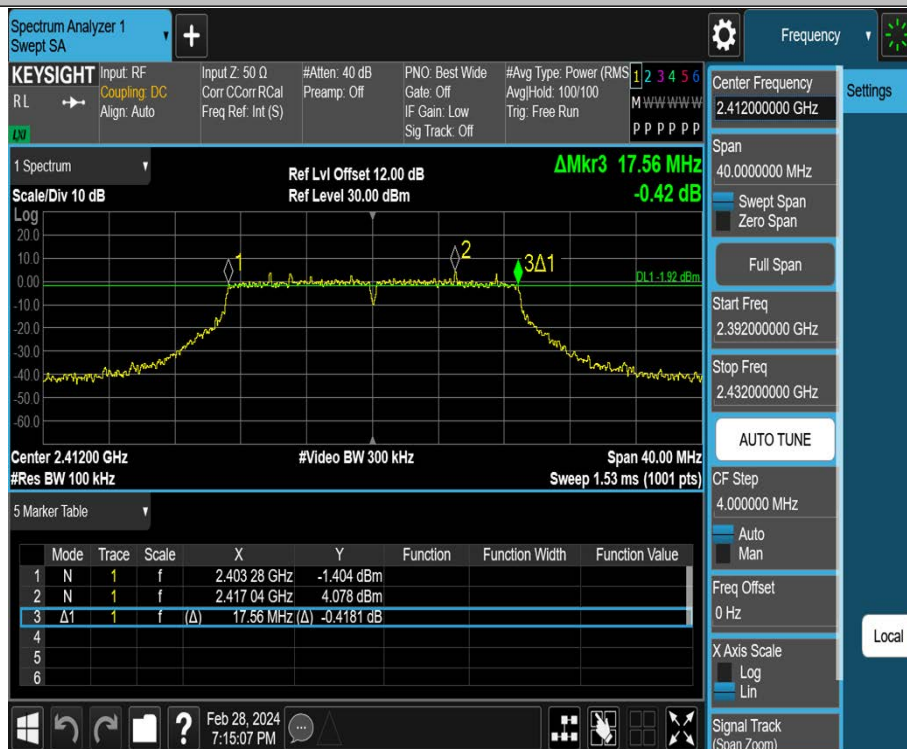 Spectrum Analyzer 1
Swept SA
+
Frequency
KEYSIGHT
RL
LXI
Input: RF
Coupling: DC
Align: Auto
Input Z: 50 Ω
Corr CCorr RCal
Freq Ref: Int (S)
#Atten: 40 dB
Preamp: Off
PNO: Best Wide
Gate: Off
IF Gain: Low
Sig Track: Off
#Avg Type: Power (RMS
Avg|Hold: 100/100
Trig: Free Run
1 2 3 4 5 6
M W W W W W
P P P P P P
1 Spectrum
Scale/Div 10 dB
Ref Lvl Offset 12.00 dB
Ref Level 30.00 dBm
ΔMkr3 17.56 MHz
-0.42 dB
Log
20.0
10.0
0.00
-10.0
-20.0
-30.0
-40.0
-50.0
-60.0
1
2
3Δ1
DL1 -1.92 dBm
Center 2.41200 GHz
#Res BW 100 kHz
#Video BW 300 kHz
Span 40.00 MHz
Sweep 1.53 ms (1001 pts)
5 Marker Table
Mode Trace Scale X Y Function Function Width Function Value
1 N 1 f 2.403 28 GHz -1.404 dBm
2 N 1 f 2.417 04 GHz 4.078 dBm
3 Δ1 1 f (Δ) 17.56 MHz (Δ) -0.4181 dB
4
5
6
?
Feb 28, 2024
7:15:07 PM
Center Frequency
2.412000000 GHz
Span
40.0000000 MHz
Swept Span
Zero Span
Full Span
Start Freq
2.392000000 GHz
Stop Freq
2.432000000 GHz
AUTO TUNE
CF Step
4.000000 MHz
Auto
Man
Freq Offset
0 Hz
X Axis Scale
Log
Lin
Signal Track
(Span Zoom)
Settings
Local